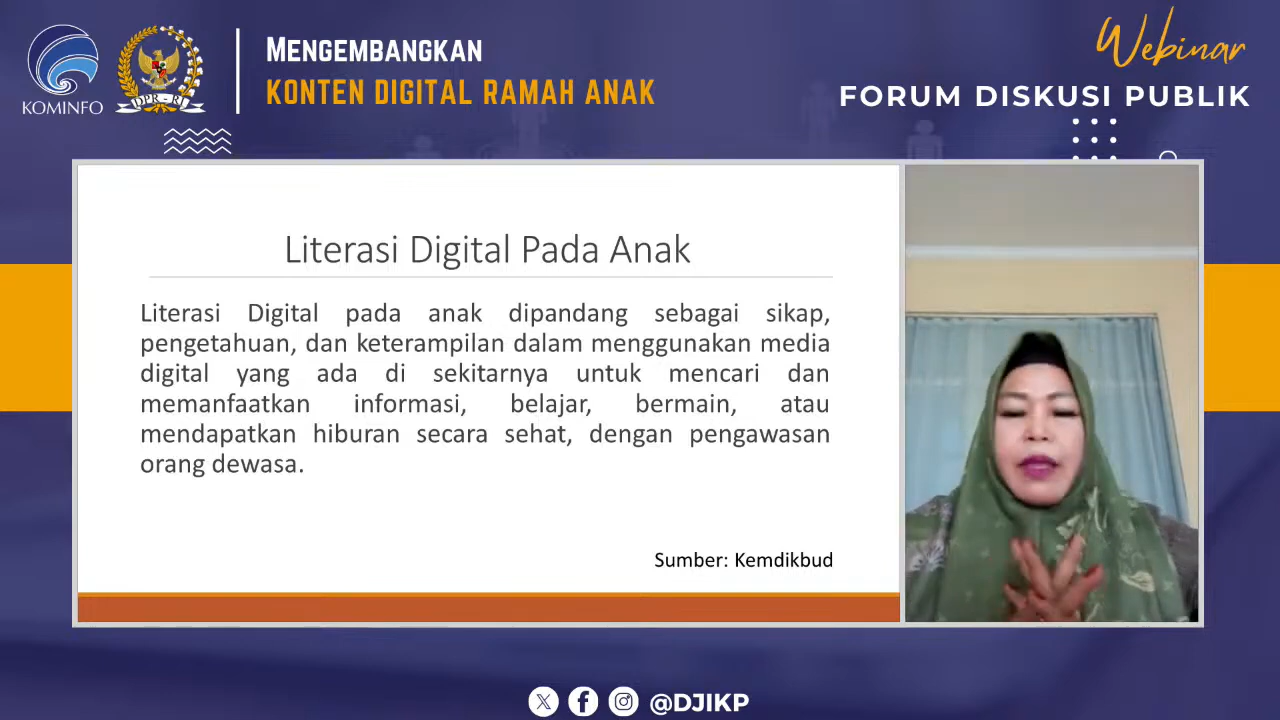 KOMINFO
DPR-RI
MENGEMBANGKAN
KONTEN DIGITAL RAMAH ANAK
Webinar
FORUM DISKUSI PUBLIK
Literasi Digital Pada Anak
Literasi Digital pada anak dipandang sebagai sikap,
pengetahuan, dan keterampilan dalam menggunakan media
digital yang ada di sekitarnya untuk mencari dan
memanfaatkan informasi, belajar, bermain, atau
mendapatkan hiburan secara sehat, dengan pengawasan
orang dewasa.
Sumber: Kemdikbud
@DJIKP